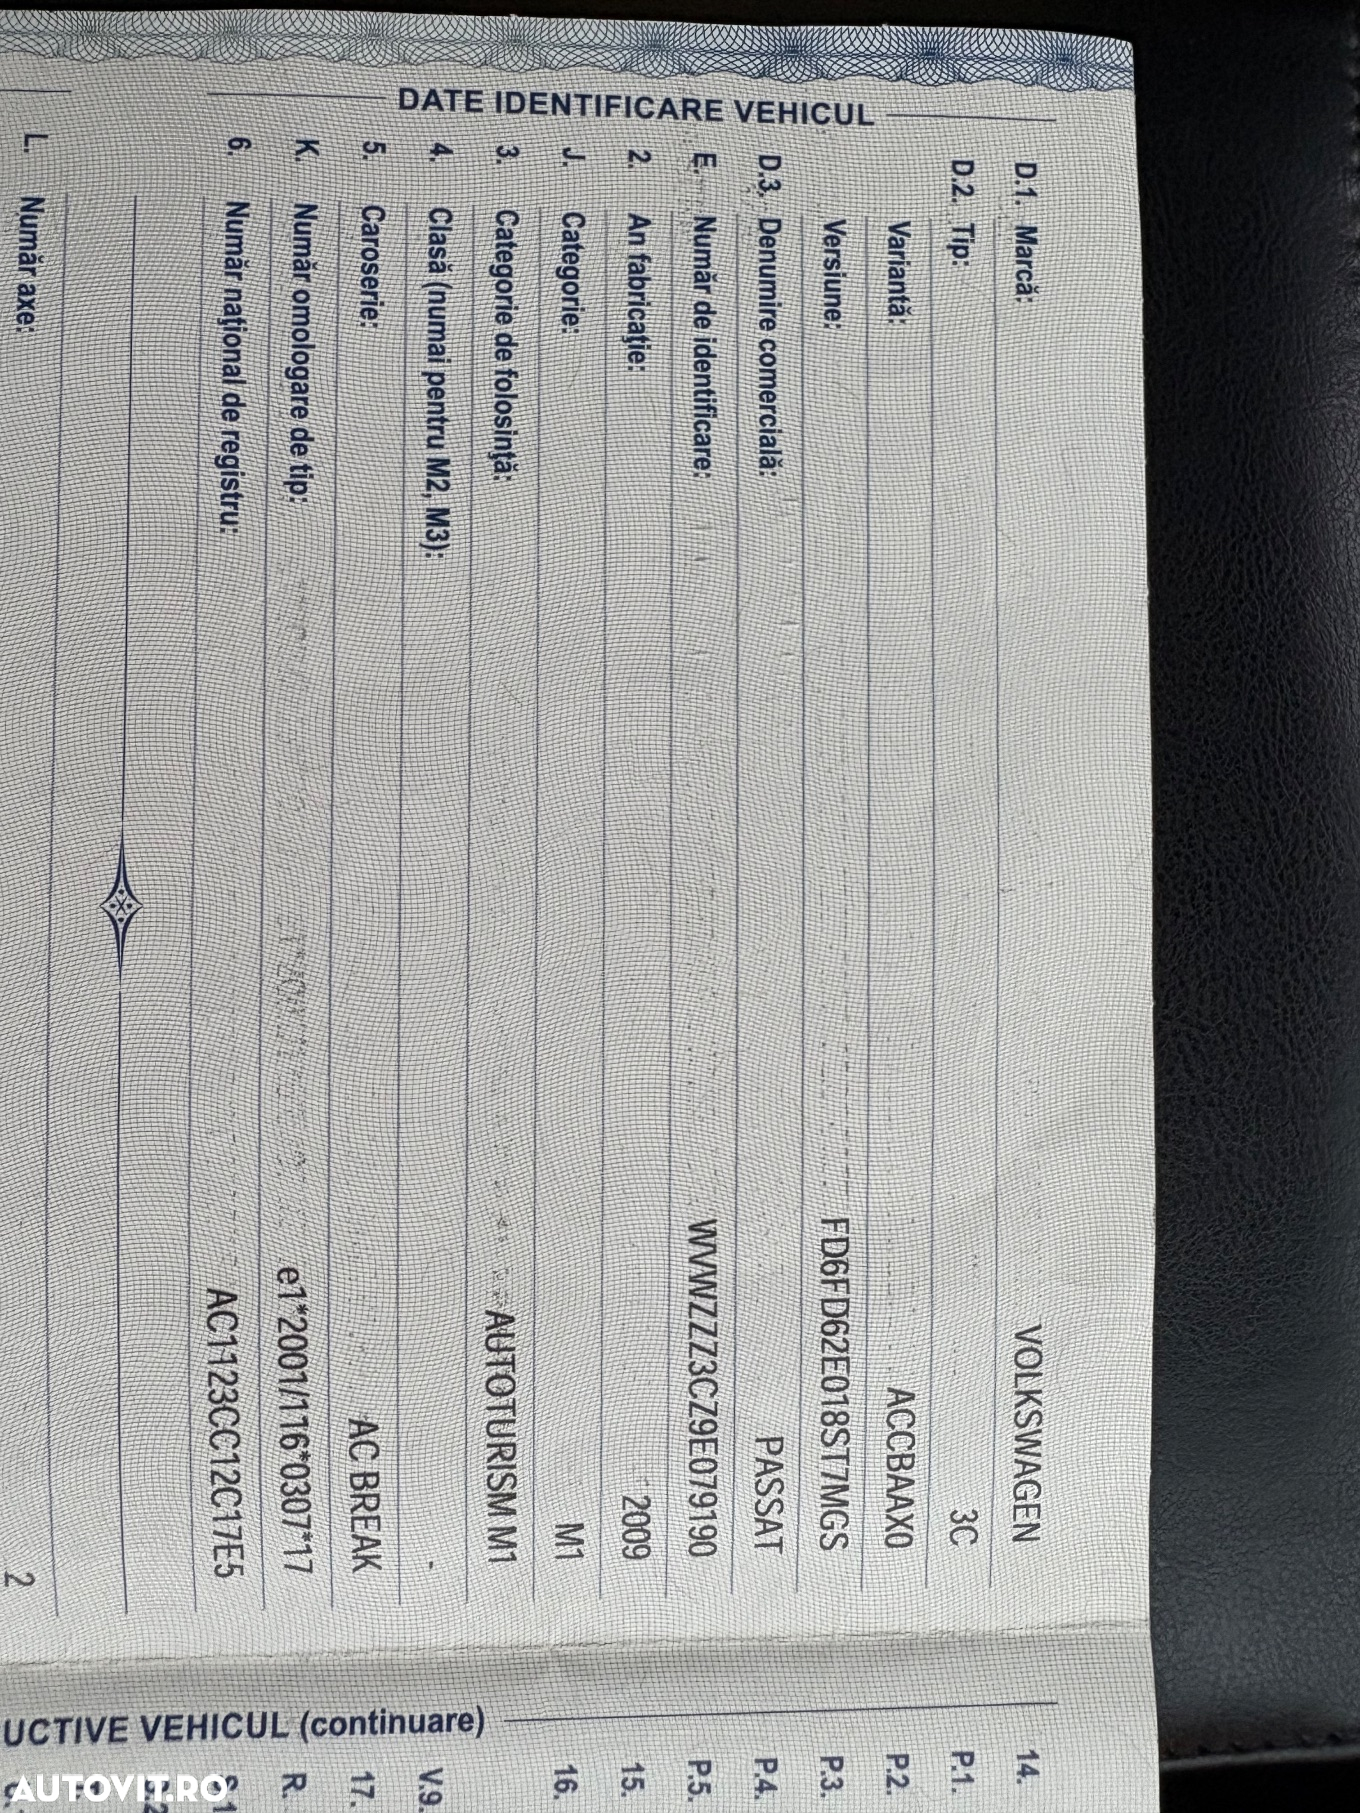 DATE IDENTIFICARE VEHICUL
D.1. Marcă: VOLKSWAGEN
D.2. Tip: 3C
Variantă: ACCBAAX0
Versiune: FD6FD62E018ST7MGS
D.3. Denumire comercială: PASSAT
E. Număr de identificare: WVWZZZ3CZ9E079190
2. An fabricaţie: 2009
J. Categorie: M1
3. Categorie de folosinţă: AUTOTURISM M1
4. Clasă (numai pentru M2, M3): -
5. Caroserie: AC BREAK
K. Număr omologare de tip: e1*2001/116*0307*17
6. Număr naţional de registru: AC1123CC12C17E5
L. Număr axe: 2
UCTIVE VEHICUL (continuare)
14.
P.1.
P.2.
P.3.
P.4.
P.5.
15.
16.
V.9.
17.
R.
AUTOVIT.RO